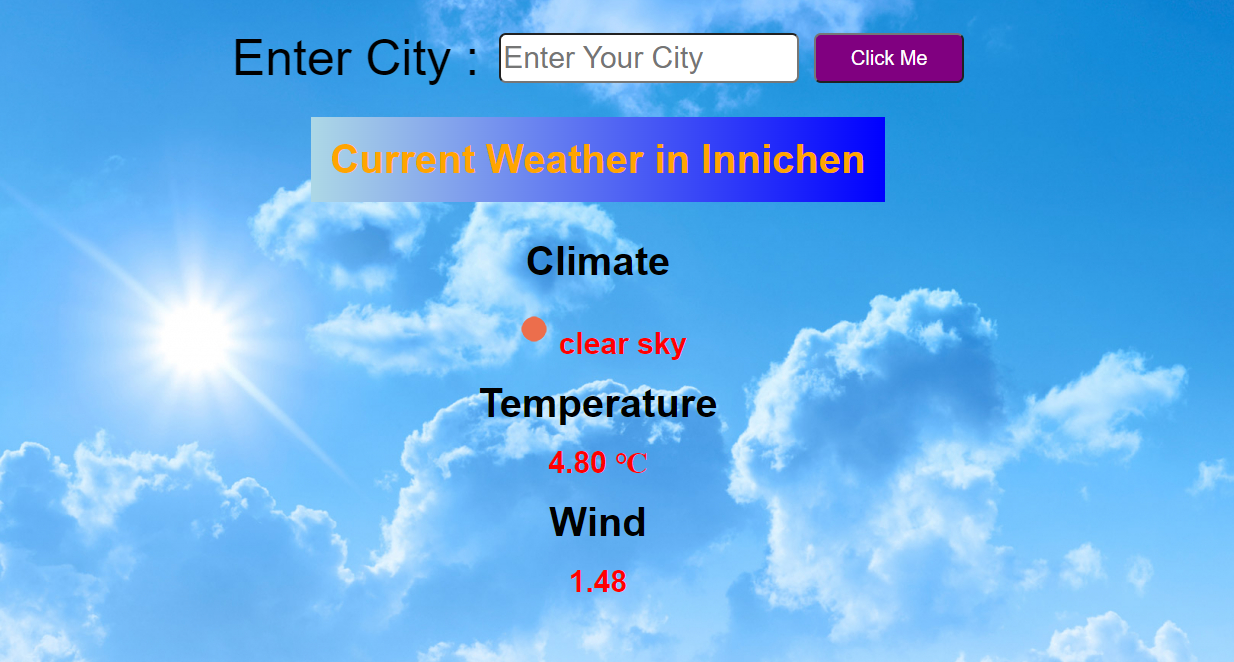 Enter City : Enter Your City Click Me
Current Weather in Innichen
Climate
clear sky
Temperature
4.80 ℃
Wind
1.48